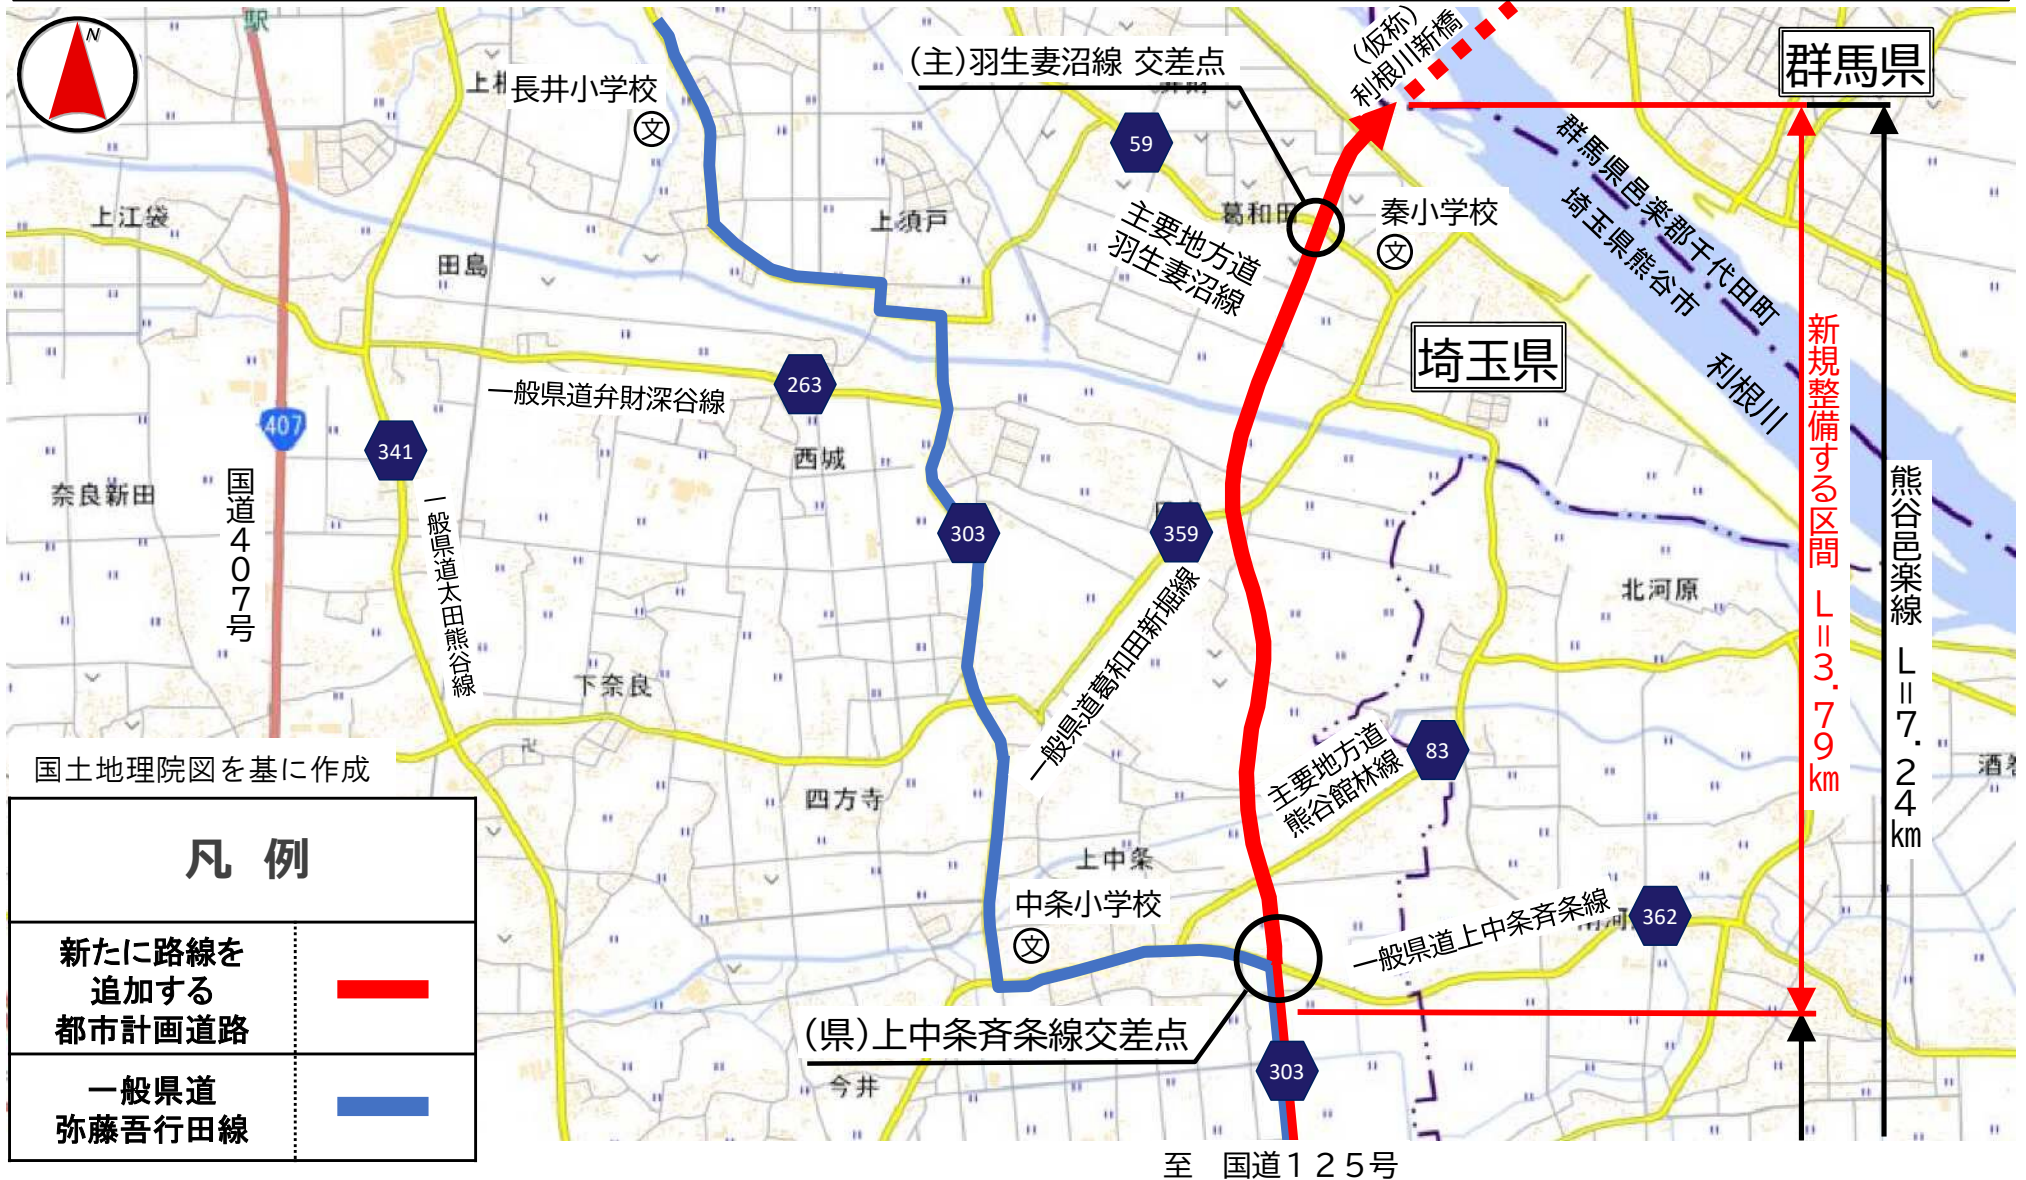 駅
N
長井小学校
文
(主)羽生妻沼線 交差点
(仮称)
利根川新橋
群馬県
59
上江袋
田島
上須戸
葛和田
主要地方道
羽生妻沼線
秦小学校
文
群馬県邑楽郡千代田町
埼玉県熊谷市
利根川
埼玉県
新規整備する区間 L=3.79km
熊谷邑楽線 L=7.24km
263
一般県道弁財深谷線
407
国道407号
341
一般県道太田熊谷線
西城
奈良新田
303
359
一般県道葛和田新堀線
北河原
下奈良
主要地方道
熊谷館林線
83
四方寺
上中条
中条小学校
文
一般県道上中条斉条線
362
(県)上中条斉条線交差点
今井
303
至 国道125号
国土地理院図を基に作成
凡 例
新たに路線を
追加する
都市計画道路
一般県道
弥藤吾行田線